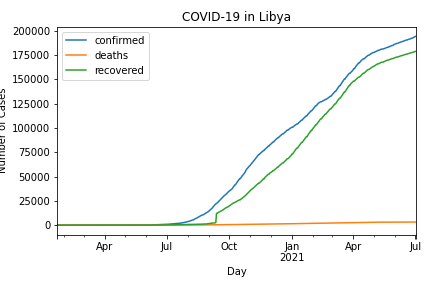 COVID-19 in Libya
200000
175000
150000
125000
100000
75000
50000
25000
0
Number of Cases
confirmed
deaths
recovered
Apr
Jul
Oct
Jan
2021
Apr
Jul
Day